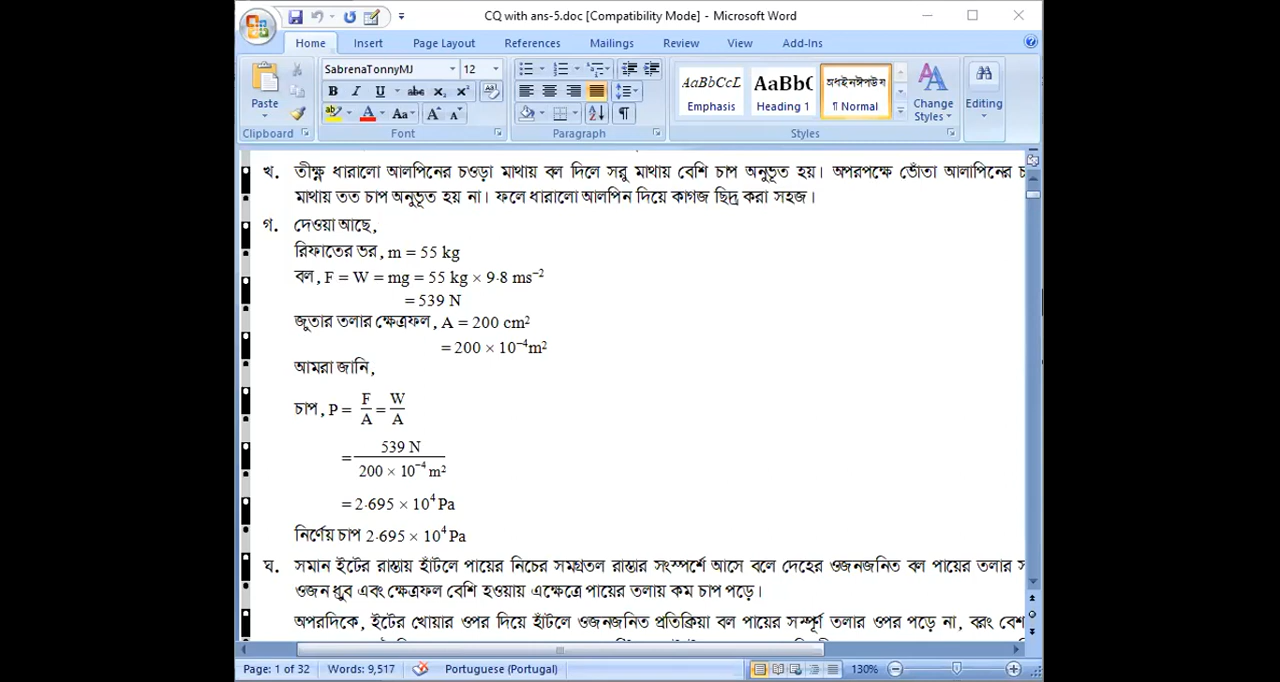 CQ with ans-5.doc [Compatibility Mode] - Microsoft Word
Home Insert Page Layout References Mailings Review View Add-Ins
SabrenaTonnyMJ 12
AaBbCcL AaBbC অধইনঈপউব
Paste Emphasis Heading 1 ¶ Normal Change Styles Editing
Clipboard Font Paragraph Styles
খ. তীক্ষ্ণ ধারালো আলপিনের চওড়া মাথায় বল দিলে সরু মাথায় বেশি চাপ অনুভূত হয়। অপরপক্ষে ভোঁতা আলাপিনের
মাথায় তত চাপ অনুভূত হয় না। ফলে ধারালো আলপিন দিয়ে কাগজ ছিদ্র করা সহজ।
গ. দেওয়া আছে,
রিফাতের ভর, m = 55 kg
বল, F = W = mg = 55 kg × 9·8 ms⁻²
= 539 N
জুতার তলার ক্ষেত্রফল, A = 200 cm²
= 200 × 10⁻⁴m²
আমরা জানি,
চাপ, P = F/A = W/A
= 539 N / 200 × 10⁻⁴ m²
= 2·695 × 10⁴ Pa
নির্ণেয় চাপ 2·695 × 10⁴ Pa
ঘ. সমান ইটের রাস্তায় হাঁটলে পায়ের নিচের সমগ্রতল রাস্তার সংস্পর্শে আসে বলে দেহের ওজনজনিত বল পায়ের তলার
ওজন ধ্রুব এবং ক্ষেত্রফল বেশি হওয়ায় এক্ষেত্রে পায়ের তলায় কম চাপ পড়ে।
অপরদিকে, ইটের খোয়ার ওপর দিয়ে হাঁটলে ওজনজনিত প্রতিক্রিয়া বল পায়ের সম্পূর্ণ তলার ওপর পড়ে না, বরং
Page: 1 of 32 Words: 9,517 Portuguese (Portugal) 130%